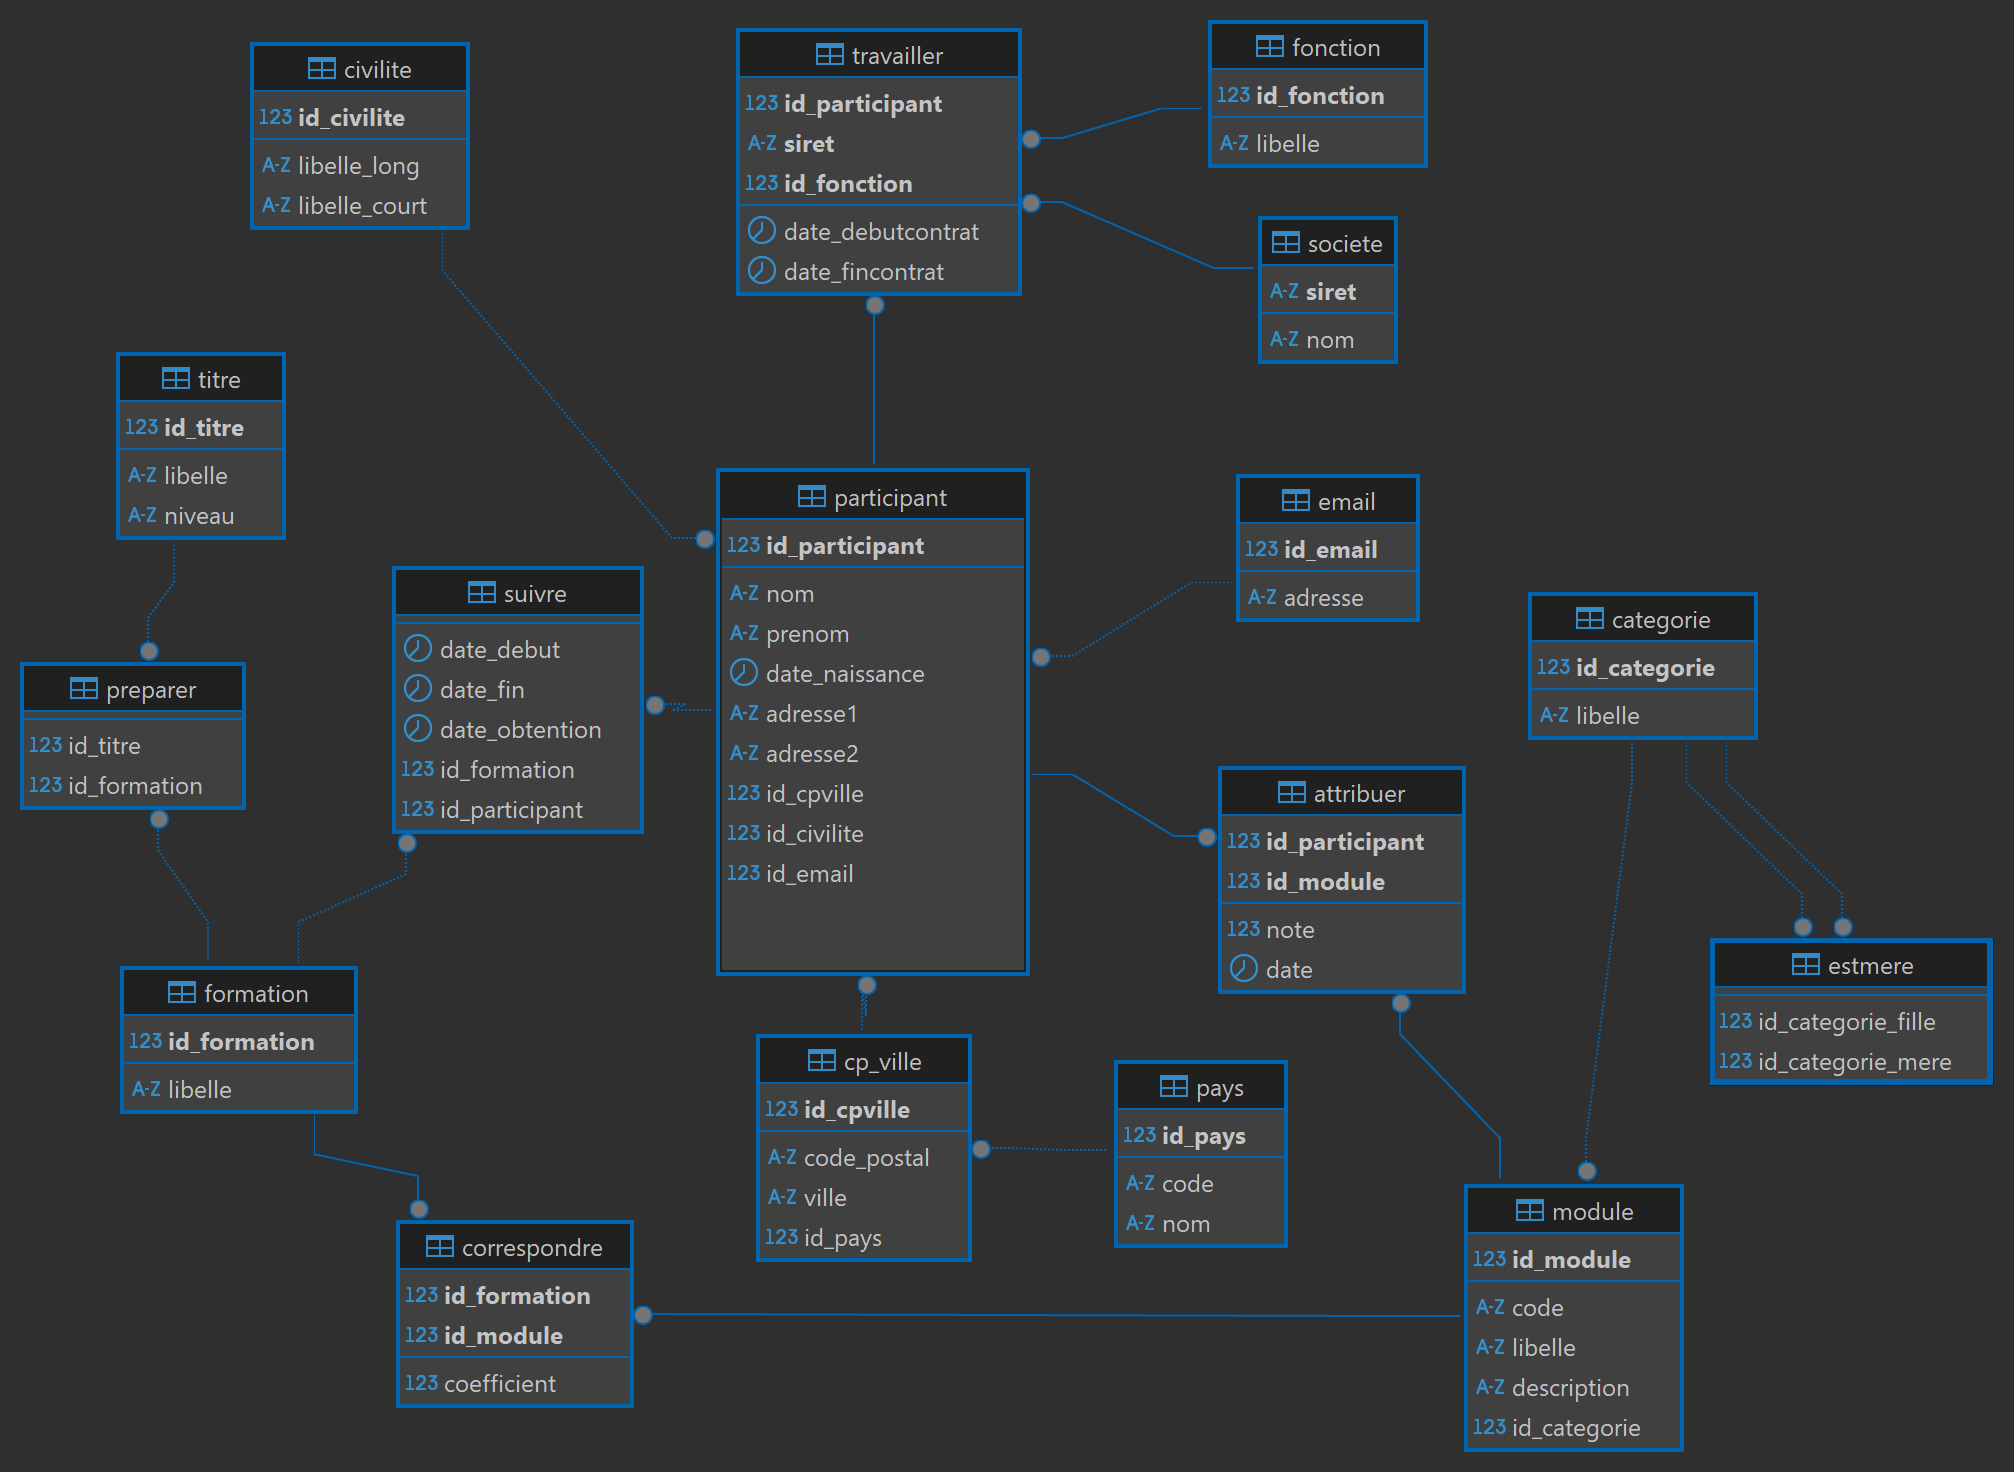 civilite
123 id_civilite
A-Z libelle_long
A-Z libelle_court
travailler
123 id_participant
A-Z siret
123 id_fonction
date_debutcontrat
date_fincontrat
fonction
123 id_fonction
A-Z libelle
societe
A-Z siret
A-Z nom
titre
123 id_titre
A-Z libelle
A-Z niveau
suivre
date_debut
date_fin
date_obtention
123 id_formation
123 id_participant
participant
123 id_participant
A-Z nom
A-Z prenom
date_naissance
A-Z adresse1
A-Z adresse2
123 id_cpville
123 id_civilite
123 id_email
email
123 id_email
A-Z adresse
categorie
123 id_categorie
A-Z libelle
preparer
123 id_titre
123 id_formation
attribuer
123 id_participant
123 id_module
123 note
date
estmere
123 id_categorie_fille
123 id_categorie_mere
formation
123 id_formation
A-Z libelle
cp_ville
123 id_cpville
A-Z code_postal
A-Z ville
123 id_pays
pays
123 id_pays
A-Z code
A-Z nom
correspondre
123 id_formation
123 id_module
123 coefficient
module
123 id_module
A-Z code
A-Z libelle
A-Z description
123 id_categorie